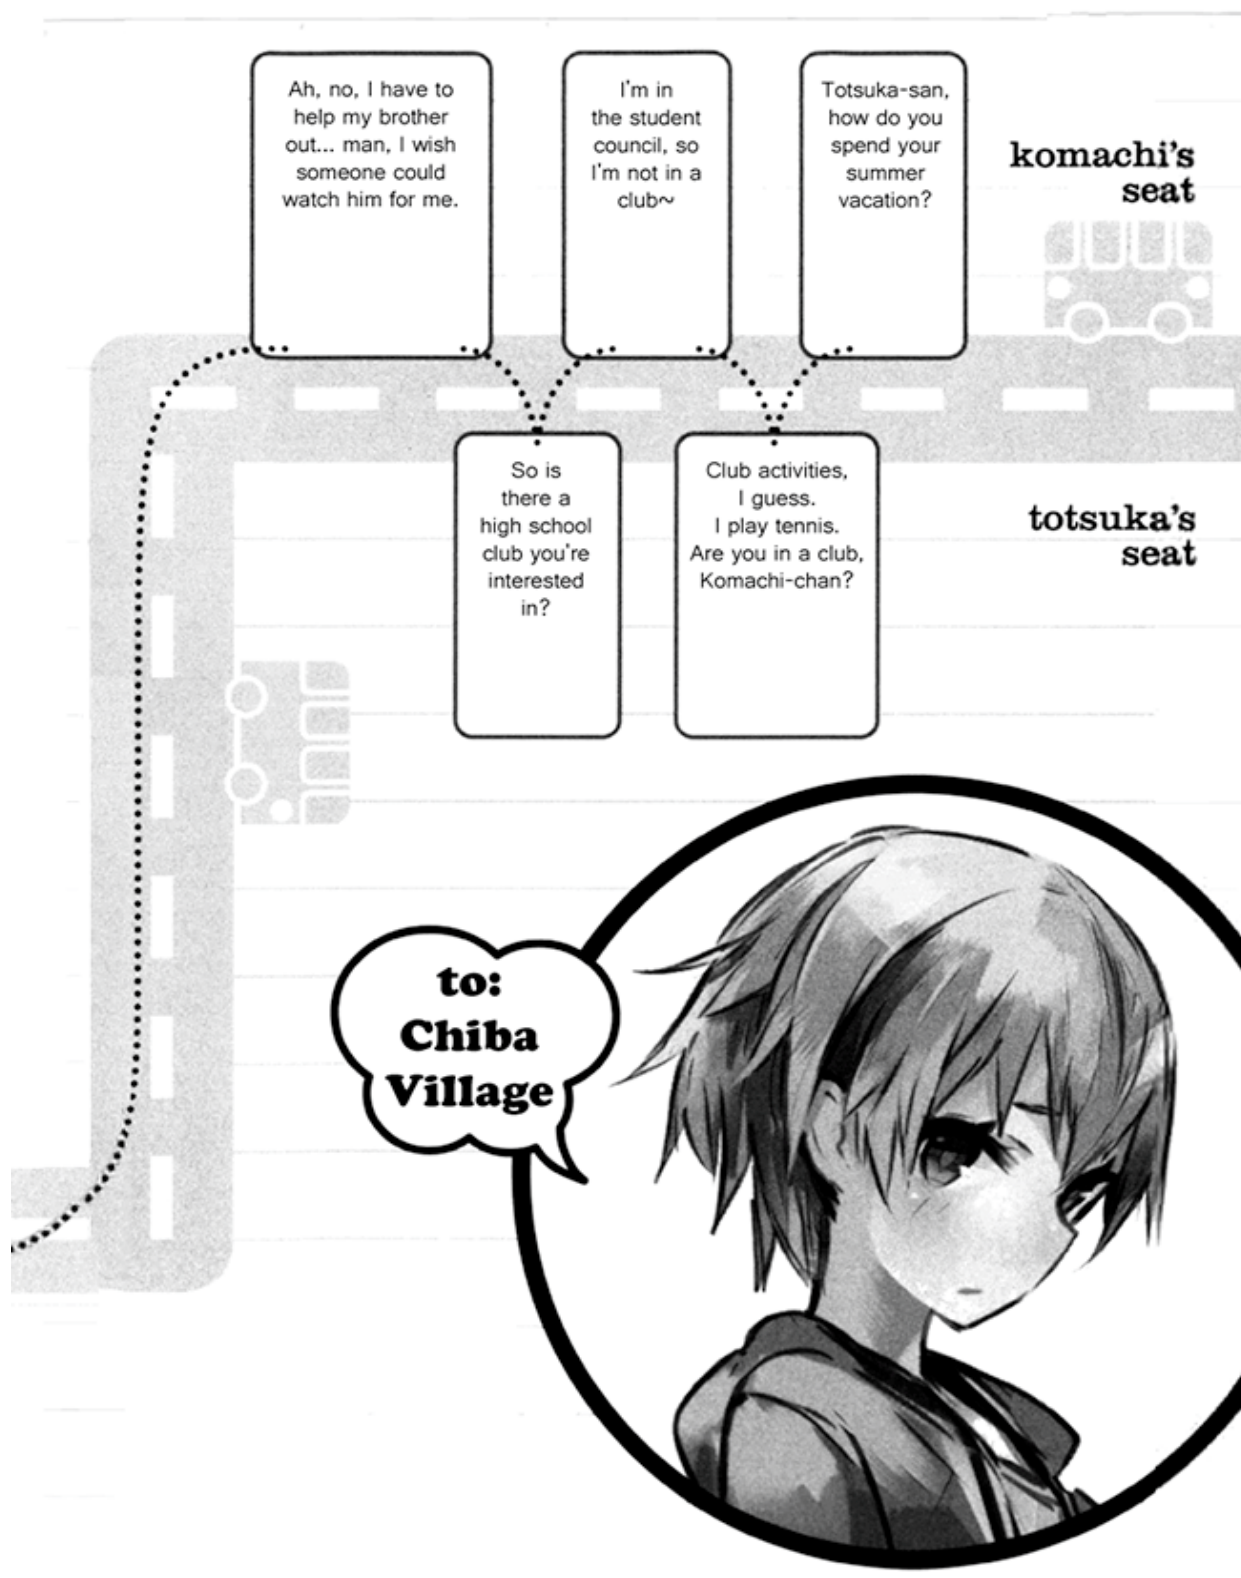 komachi's
seat
Totsuka-san,
how do you
spend your
summer
vacation?
totsuka's
seat
Club activities,
I guess.
I play tennis.
Are you in a club,
Komachi-chan?
I'm in
the student
council, so
I'm not in a
club~
So is
there a
high school
club you're
interested
in?
Ah, no, I have to
help my brother
out... man, I wish
someone could
watch him for me.
to:
Chiba
Village